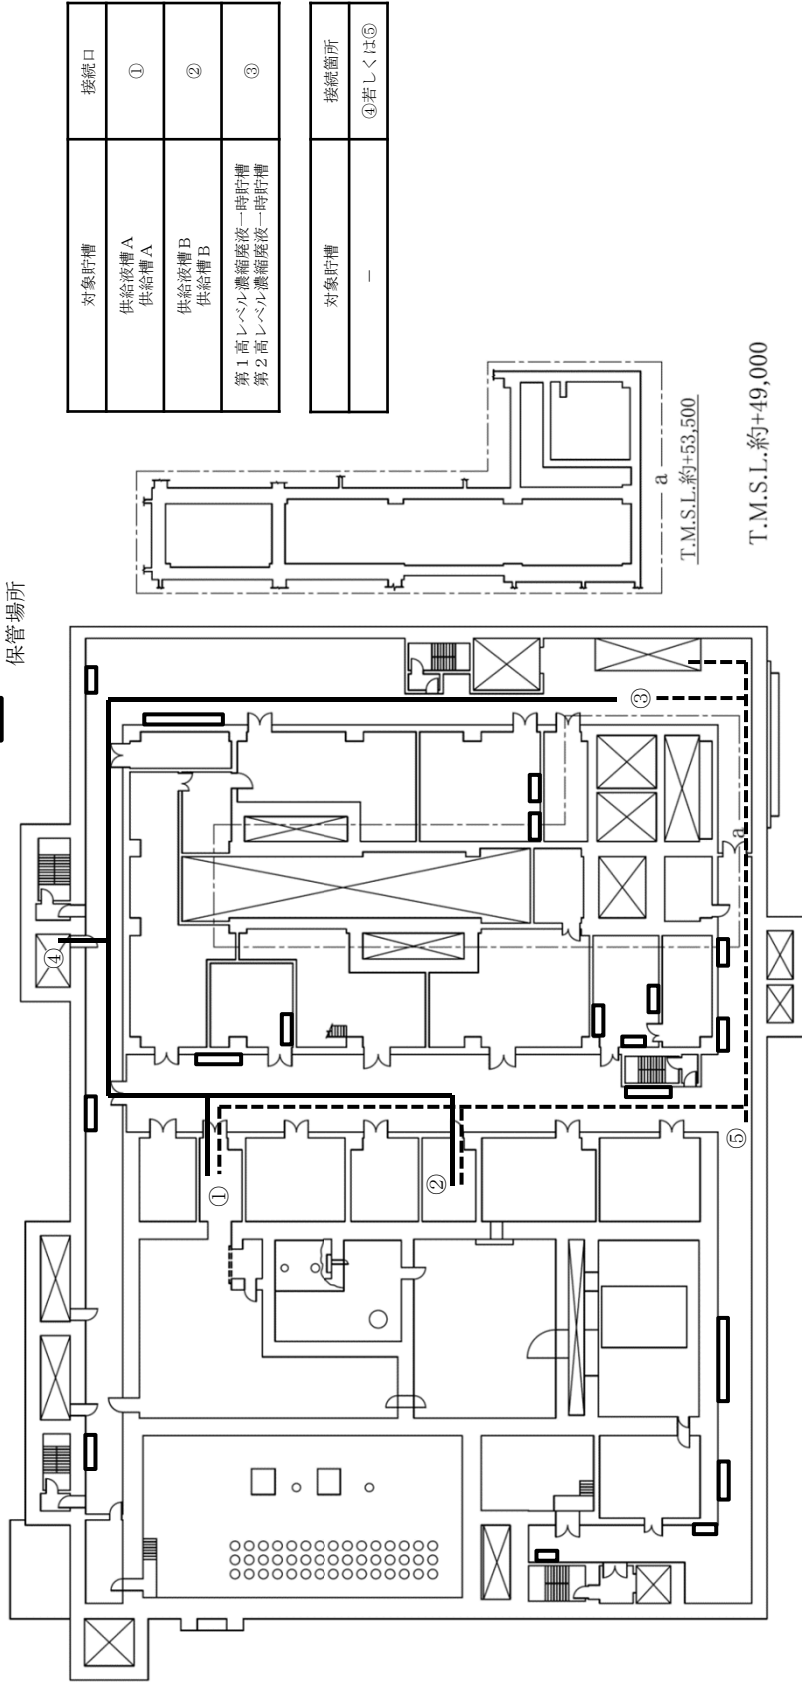 保管場所
対象貯槽
接続口
供給液槽A
供給槽A
①
供給液槽B
供給槽B
②
第1高レベル濃縮廃液一時貯槽
第2高レベル濃縮廃液一時貯槽
③
対象貯槽
接続箇所
－
④若しくは⑤
a
T.M.S.L.約+53,500
T.M.S.L.約+49,000
①
②
③
④
⑤
a